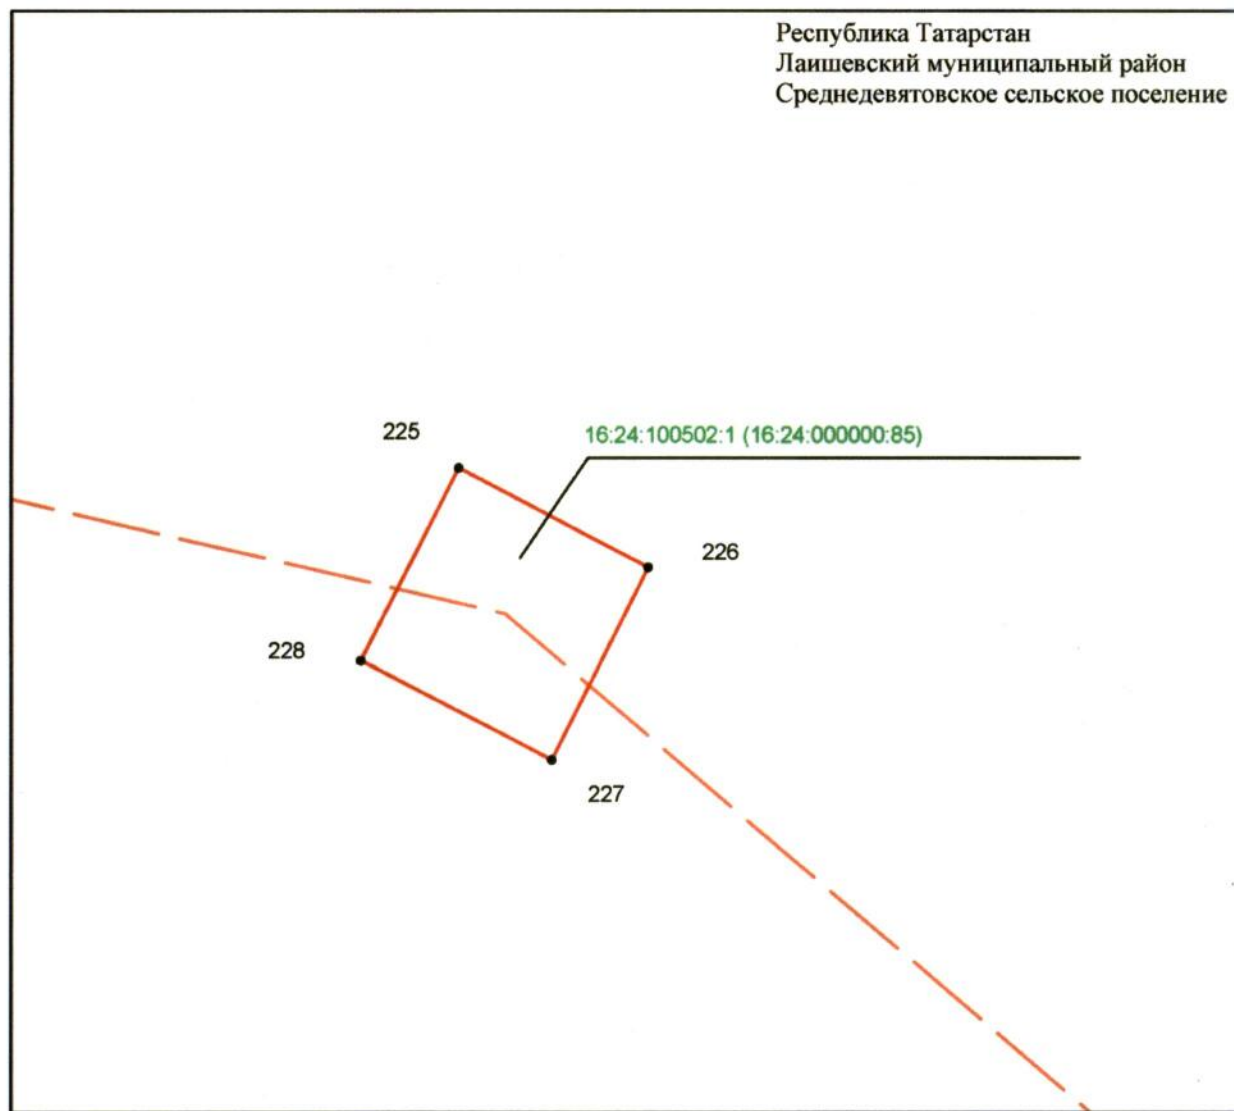 Республика Татарстан
Лаишевский муниципальный район
Среднедевятовское сельское поселение
225
16:24:100502:1 (16:24:000000:85)
226
228
227